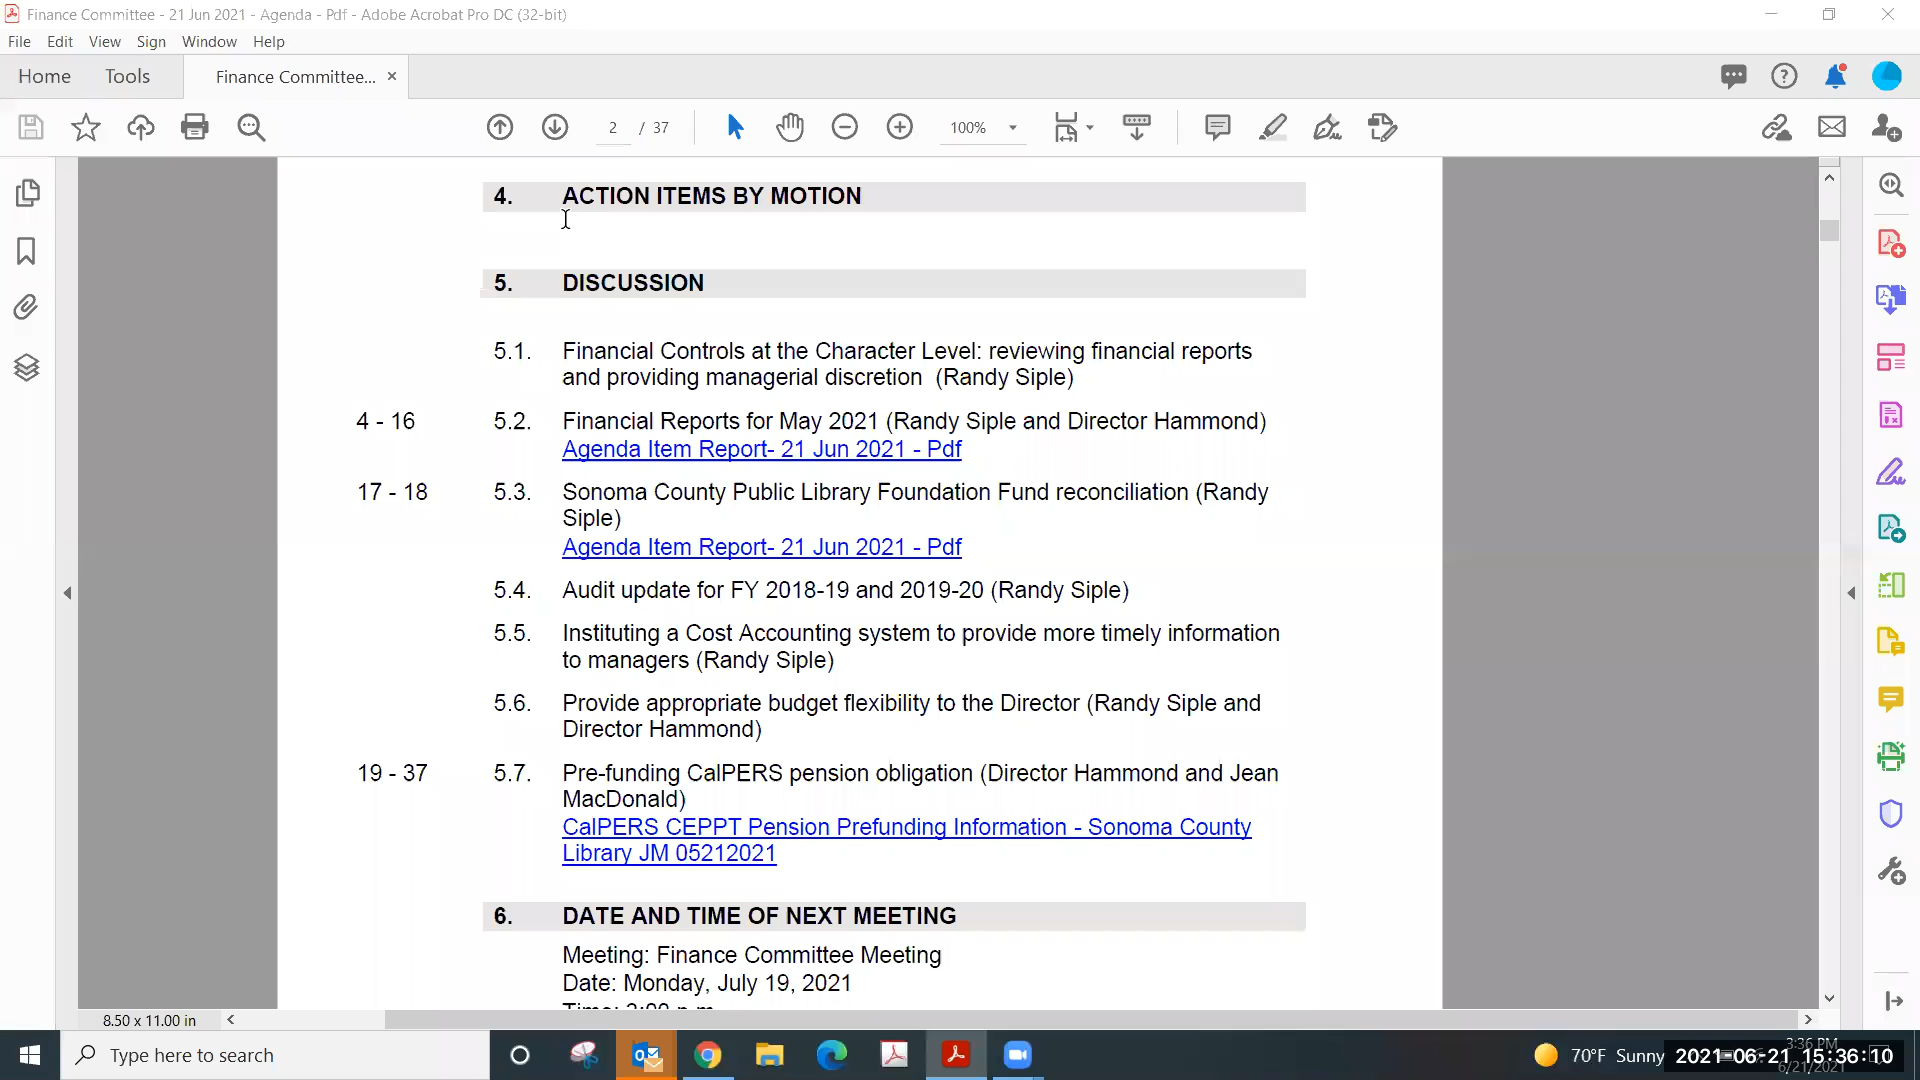 Finance Committee - 21 Jun 2021 - Agenda - Pdf - Adobe Acrobat Pro DC (32-bit)
File Edit View Sign Window Help
Home Tools Finance Committee... ×
2 / 37 100%
4. ACTION ITEMS BY MOTION
5. DISCUSSION
5.1. Financial Controls at the Character Level: reviewing financial reports
and providing managerial discretion (Randy Siple)
4 - 16 5.2. Financial Reports for May 2021 (Randy Siple and Director Hammond)
Agenda Item Report- 21 Jun 2021 - Pdf
17 - 18 5.3. Sonoma County Public Library Foundation Fund reconciliation (Randy
Siple)
Agenda Item Report- 21 Jun 2021 - Pdf
5.4. Audit update for FY 2018-19 and 2019-20 (Randy Siple)
5.5. Instituting a Cost Accounting system to provide more timely information
to managers (Randy Siple)
5.6. Provide appropriate budget flexibility to the Director (Randy Siple and
Director Hammond)
19 - 37 5.7. Pre-funding CalPERS pension obligation (Director Hammond and Jean
MacDonald)
CalPERS CEPPT Pension Prefunding Information - Sonoma County
Library JM 05212021
6. DATE AND TIME OF NEXT MEETING
Meeting: Finance Committee Meeting
Date: Monday, July 19, 2021
8.50 x 11.00 in
Type here to search
70°F Sunny
3:36 PM
2021-06-21 15:36:10
6/21/2021